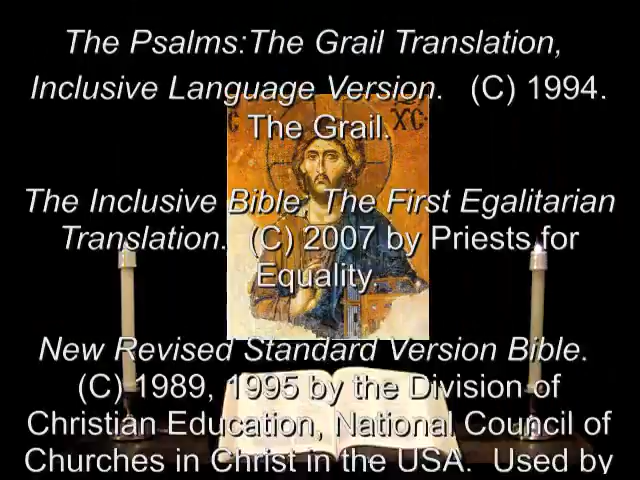 The Psalms:The Grail Translation,
Inclusive Language Version. (C) 1994.
The Grail.
XC
The Inclusive Bible: The First Egalitarian
Translation. (C) 2007 by Priests for
Equality.
New Revised Standard Version Bible.
(C) 1989, 1995 by the Division of
Christian Education, National Council of
Churches in Christ in the USA. Used by